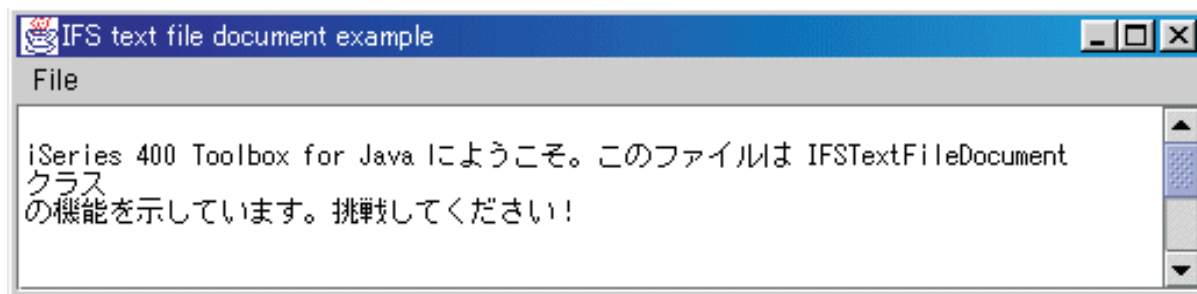 IFS text file document example
File
iSeries 400 Toolbox for Java にようこそ。このファイルは IFSTextFileDocument
クラス
の機能を示しています。挑戦してください！